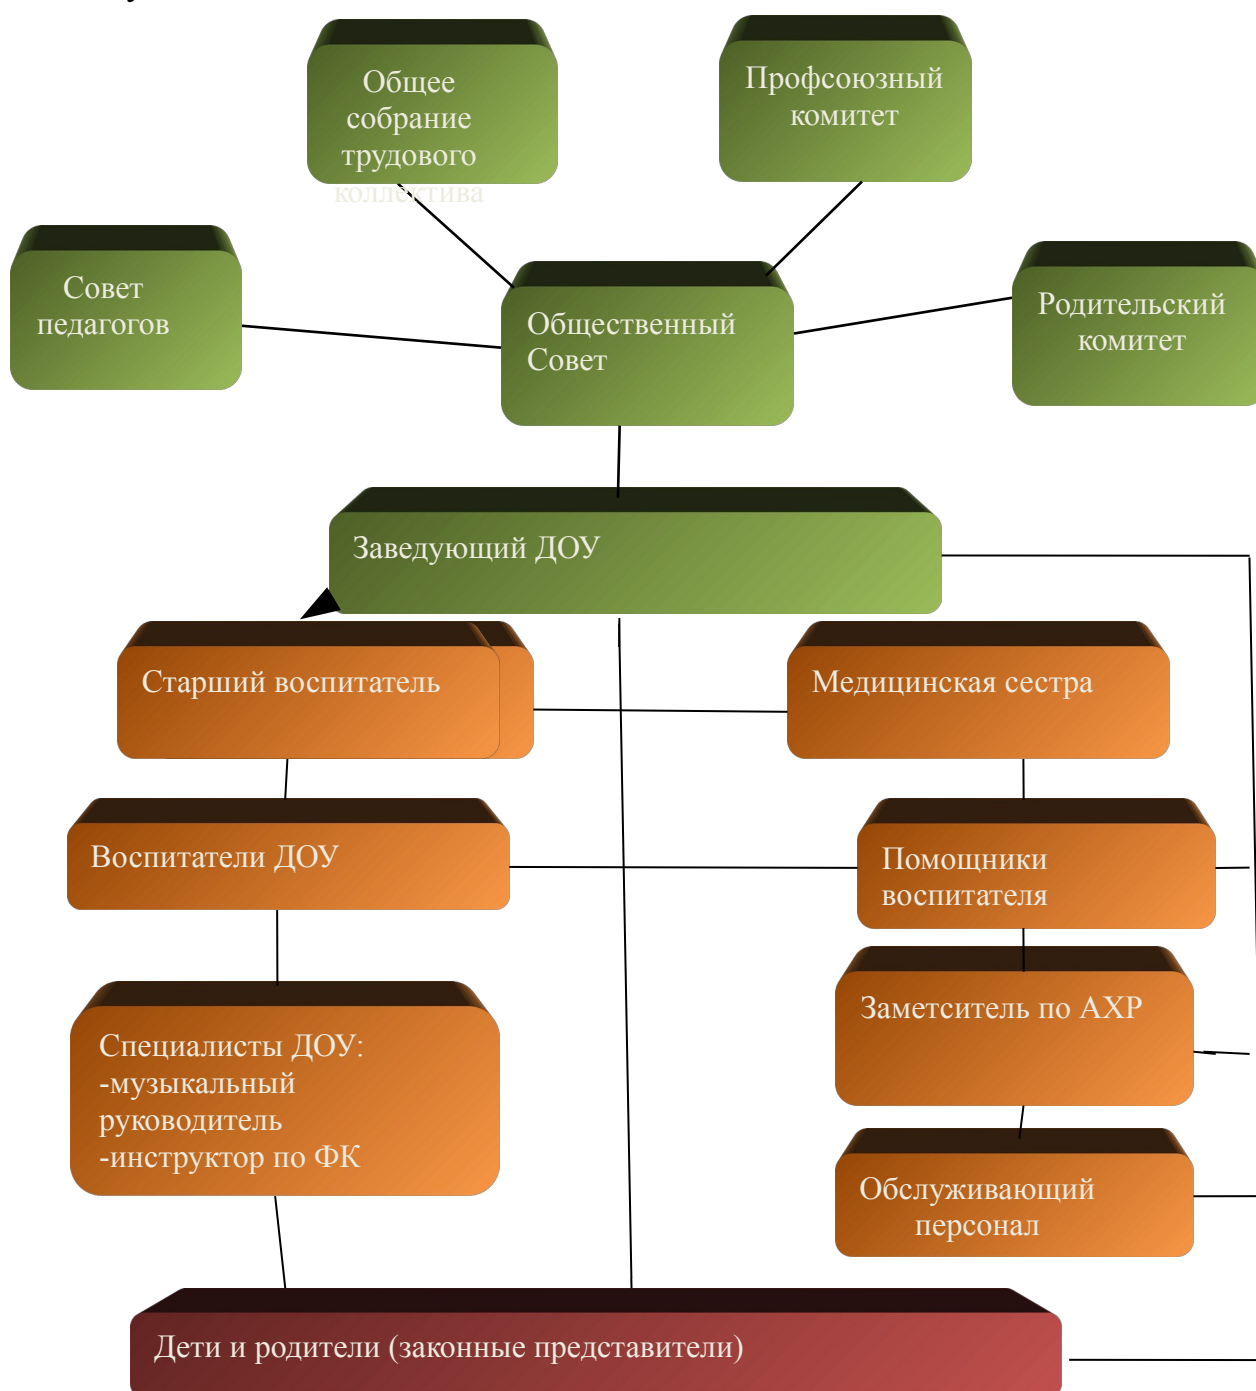 Общее
собрание
трудового
коллектива
Профсоюзный
комитет
Совет
педагогов
Общественный
Совет
Родительский
комитет
Заведующий ДОУ
Старший воспитатель
Медицинская сестра
Воспитатели ДОУ
Помощники
воспитателя
Специалисты ДОУ:
-музыкальный
руководитель
-инструктор по ФК
Заметситель по АХР
Обслуживающий
персонал
Дети и родители (законные представители)